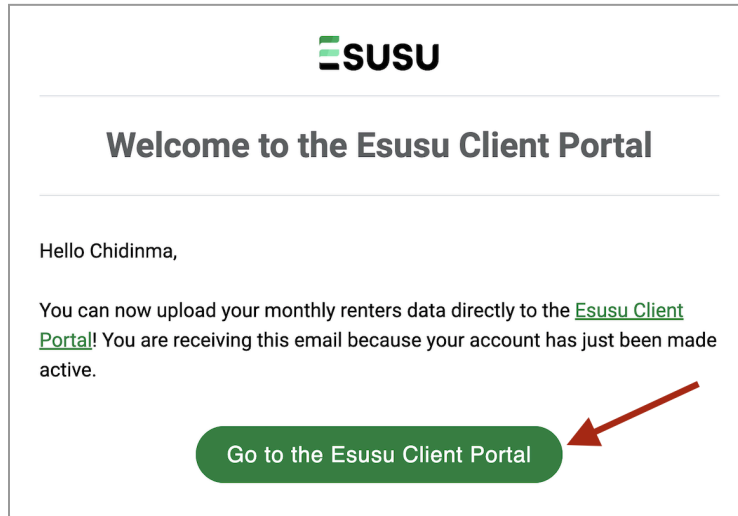 Esusu
Welcome to the Esusu Client Portal
Hello Chidinma,
You can now upload your monthly renters data directly to the Esusu Client
Portal! You are receiving this email because your account has just been made
active.
Go to the Esusu Client Portal